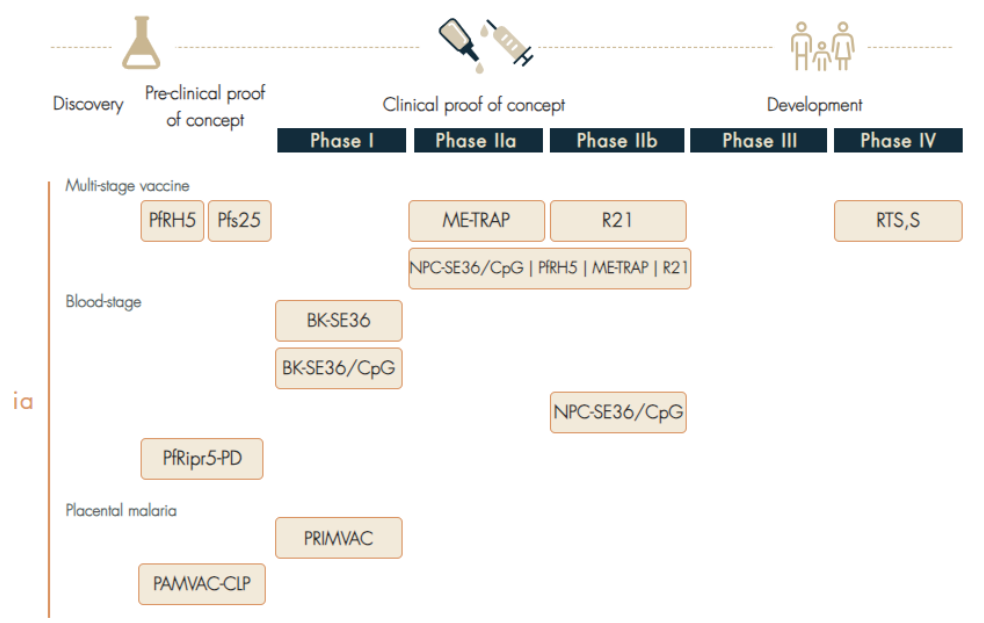 Discovery
Pre-clinical proof
of concept
Clinical proof of concept
Development
Phase I
Phase IIa
Phase IIb
Phase III
Phase IV
Multi-stage vaccine
PfRH5
Pfs25
ME-TRAP
R21
RTS,S
NPC-SE36/CpG | PfRH5 | ME-TRAP | R21
Blood-stage
BK-SE36
BK-SE36/CpG
ia
NPC-SE36/CpG
PfRipr5-PD
Placental malaria
PRIMVAC
PAMVAC-CLP